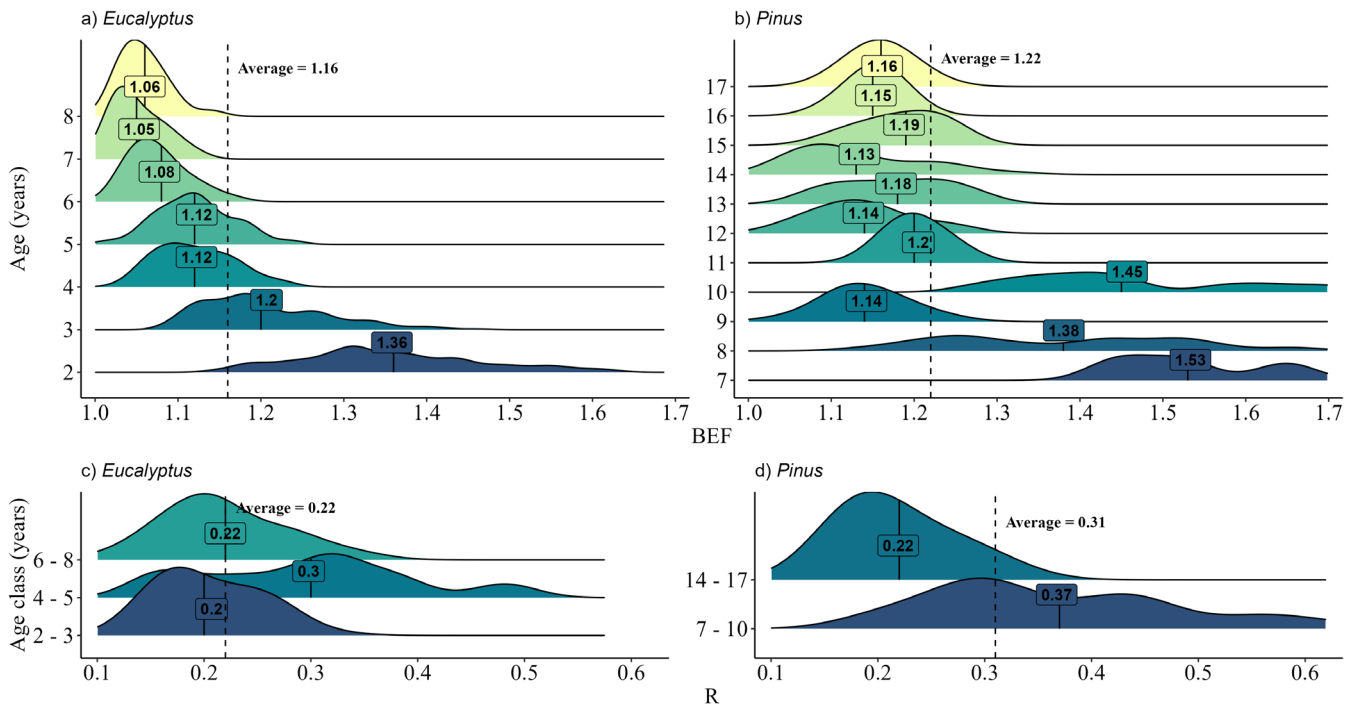 a) Eucalyptus
Average = 1.16
1.06
1.05
1.08
1.12
1.12
1.2
1.36
8
7
6
5
4
3
2
Age (years)
1.0 1.1 1.2 1.3 1.4 1.5 1.6 1.7
b) Pinus
Average = 1.22
1.16
1.15
1.19
1.13
1.18
1.14
1.2
1.45
1.14
1.38
1.53
17
16
15
14
13
12
11
10
9
8
7
1.0 1.1 1.2 1.3 1.4 1.5 1.6 1.7
BEF
c) Eucalyptus
Average = 0.22
0.22
0.3
0.2
6 - 8
4 - 5
2 - 3
Age class (years)
0.1 0.2 0.3 0.4 0.5 0.6
d) Pinus
Average = 0.31
0.22
0.37
14 - 17
7 - 10
0.1 0.2 0.3 0.4 0.5 0.6
R